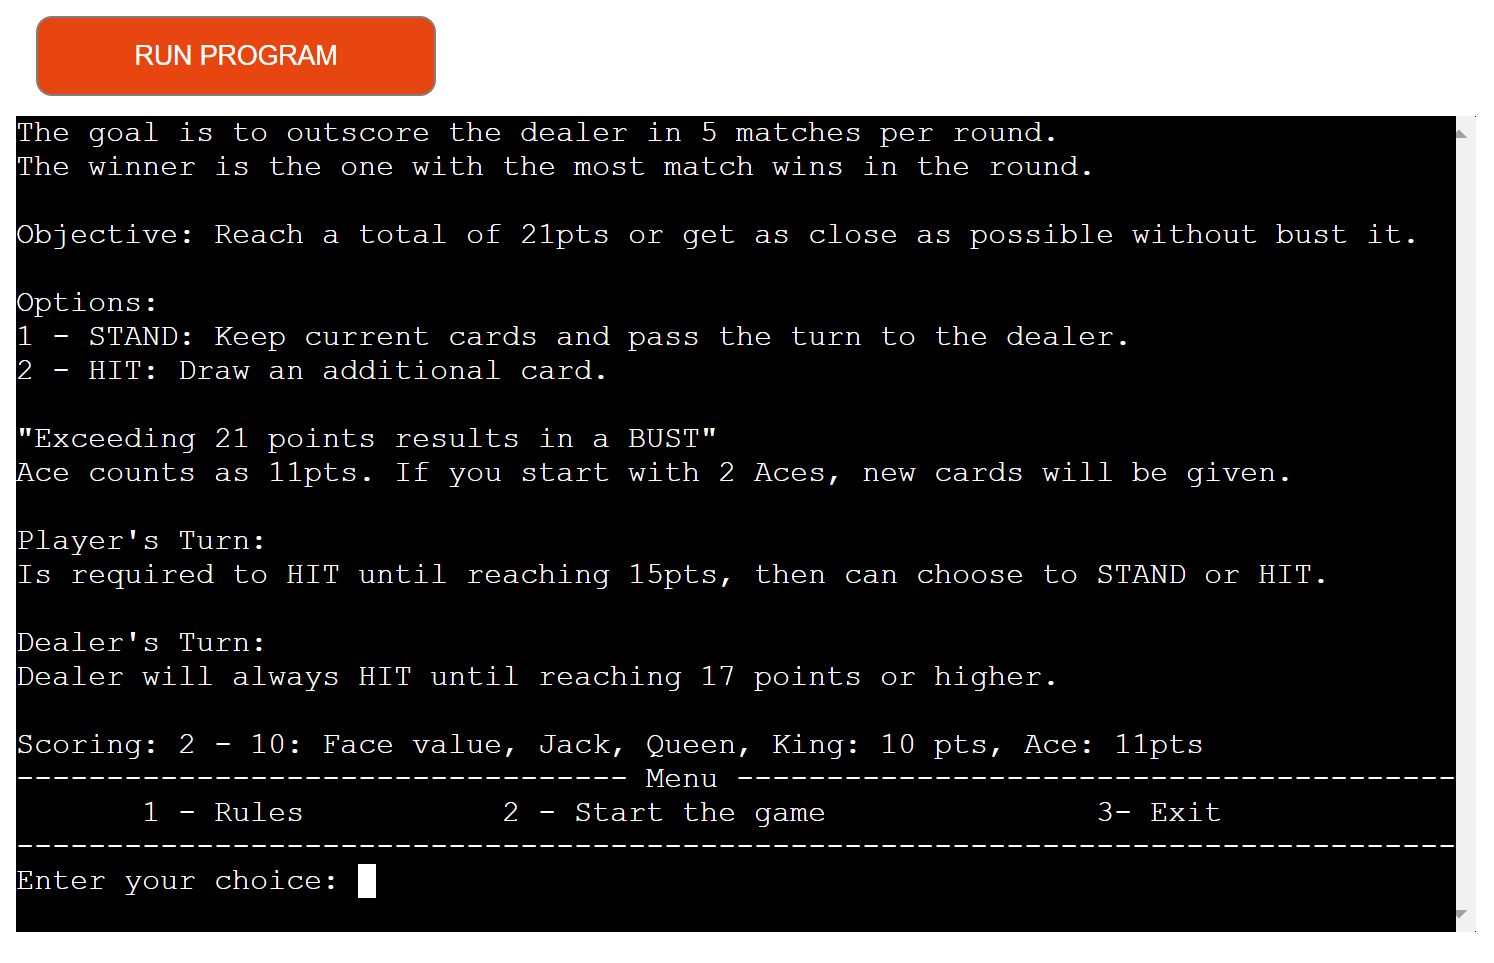 RUN PROGRAM
The goal is to outscore the dealer in 5 matches per round.
The winner is the one with the most match wins in the round.
Objective: Reach a total of 21pts or get as close as possible without bust it.
Options:
1 - STAND: Keep current cards and pass the turn to the dealer.
2 - HIT: Draw an additional card.
"Exceeding 21 points results in a BUST"
Ace counts as 11pts. If you start with 2 Aces, new cards will be given.
Player's Turn:
Is required to HIT until reaching 15pts, then can choose to STAND or HIT.
Dealer's Turn:
Dealer will always HIT until reaching 17 points or higher.
Scoring: 2 - 10: Face value, Jack, Queen, King: 10 pts, Ace: 11pts
---------------------------------- Menu ----------------------------------------
1 - Rules 2 - Start the game 3- Exit
--------------------------------------------------------------------------------
Enter your choice: